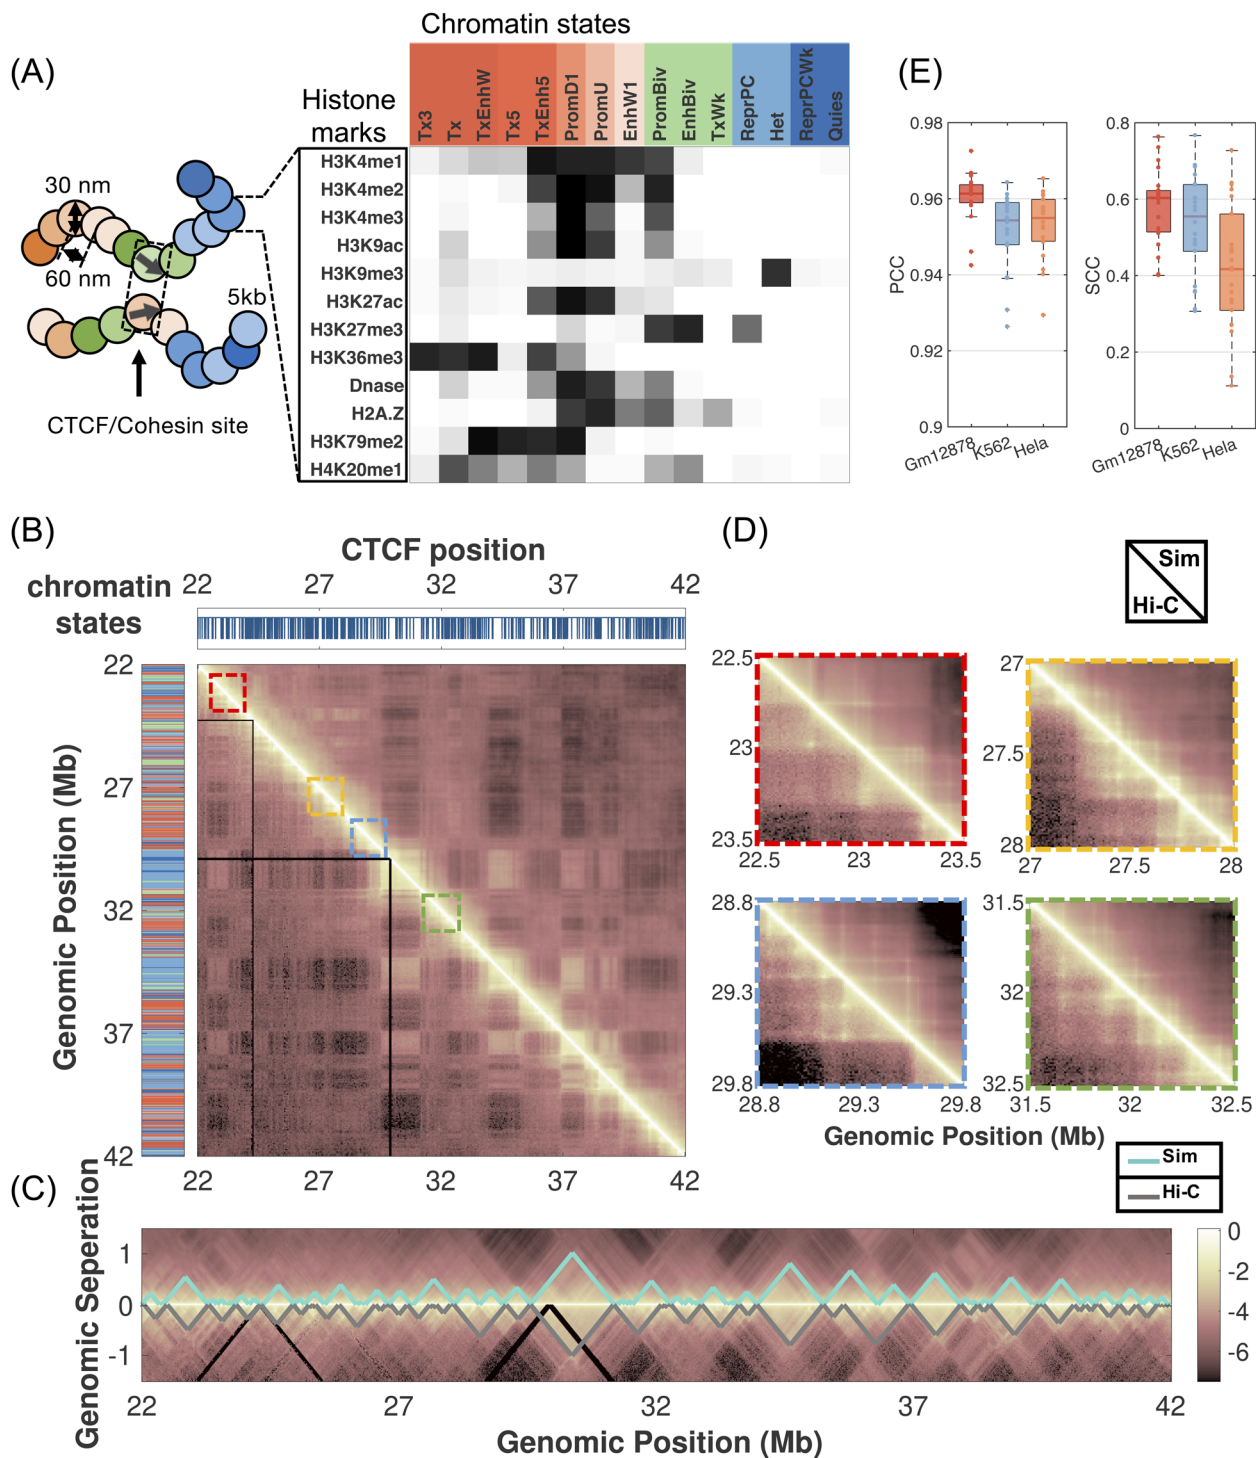 (A)
Chromatin states
Histone
marks
Tx3
Tx
TxEnhW
Tx5
TxEnh5
PromD1
PromU
EnhW1
PromBiv
EnhBiv
TxWk
ReprPC
Het
ReprPCWk
Quies
H3K4me1
H3K4me2
H3K4me3
H3K9ac
H3K9me3
H3K27ac
H3K27me3
H3K36me3
Dnase
H2A.Z
H3K79me2
H4K20me1
30 nm
60 nm
5kb
CTCF/Cohesin site
(E)
PCC
0.98
0.96
0.94
0.92
0.9
Gm12878
K562
Hela
SCC
0.8
0.6
0.4
0.2
0
Gm12878
K562
Hela
(B)
CTCF position
chromatin
states
22 27 32 37 42
Genomic Position (Mb)
22
27
32
37
42
22 27 32 37 42
(D)
Sim
Hi-C
22.5
23
23.5
22.5 23 23.5
27
27.5
28
27 27.5 28
28.8
29.3
29.8
28.8 29.3 29.8
31.5
32
32.5
31.5 32 32.5
Genomic Position (Mb)
(C)
Sim
Hi-C
Genomic Seperation
1
0
-1
22 27 32 37 42
Genomic Position (Mb)
0
-2
-4
-6